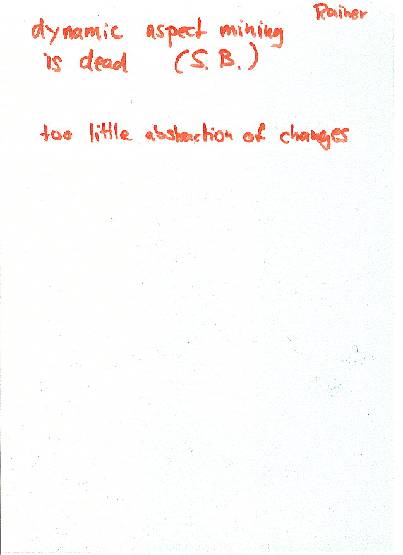 Rainer
dynamic aspect mining
is dead (S. B.)
too little abstraction of changes